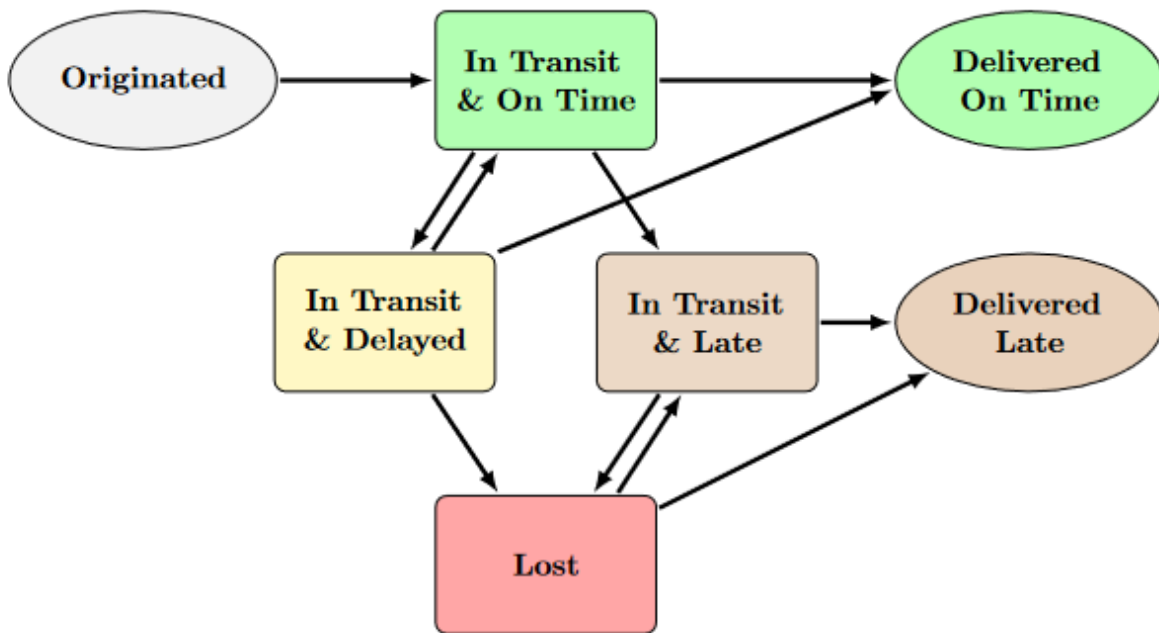 Originated
In Transit
& On Time
Delivered
On Time
In Transit
& Delayed
In Transit
& Late
Delivered
Late
Lost